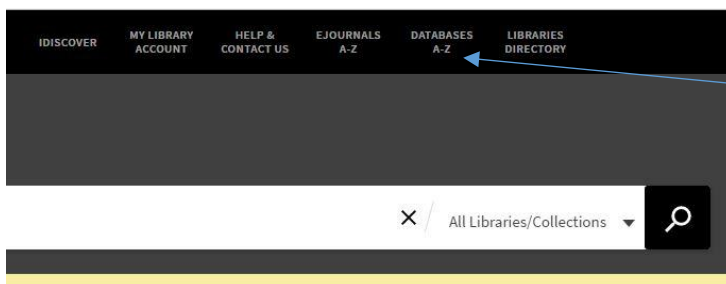 IDISCOVER
MY LIBRARY
ACCOUNT
HELP &
CONTACT US
EJOURNALS
A-Z
DATABASES
A-Z
LIBRARIES
DIRECTORY
All Libraries/Collections